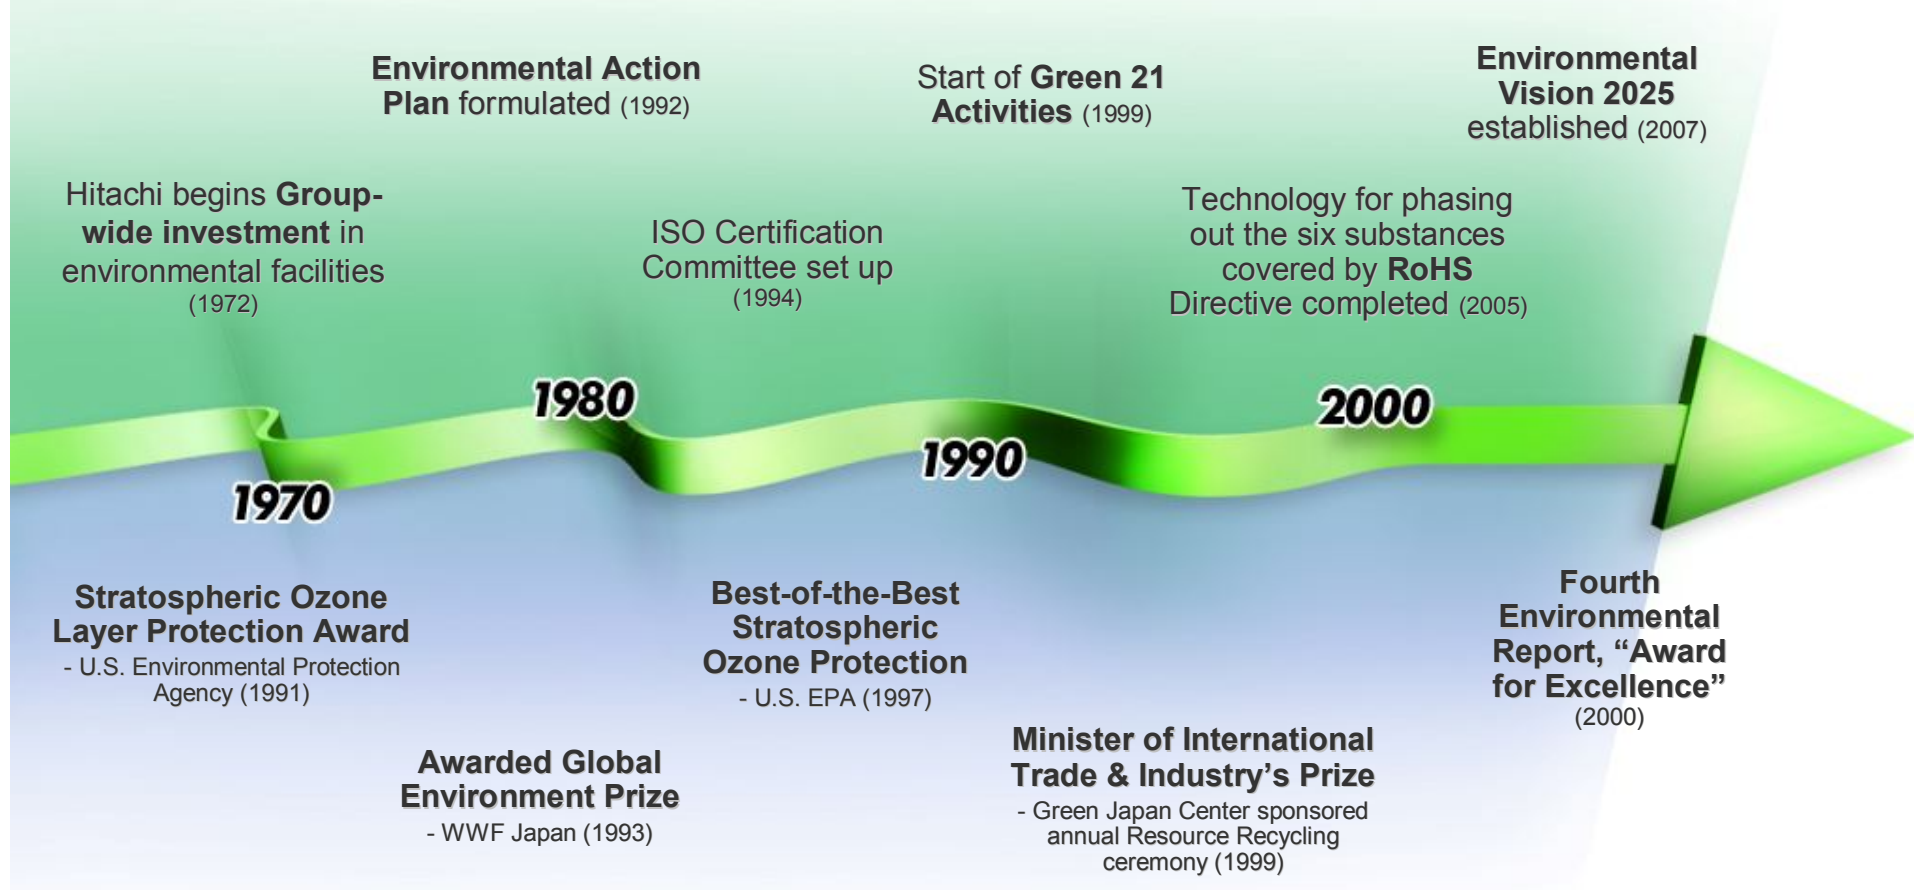 Environmental Action
Plan formulated (1992)
Start of Green 21
Activities (1999)
Environmental
Vision 2025
established (2007)
Hitachi begins Group-
wide investment in
environmental facilities
(1972)
ISO Certification
Committee set up
(1994)
Technology for phasing
out the six substances
covered by RoHS
Directive completed (2005)
1970
1980
1990
2000
Stratospheric Ozone
Layer Protection Award
- U.S. Environmental Protection
Agency (1991)
Awarded Global
Environment Prize
- WWF Japan (1993)
Best-of-the-Best
Stratospheric
Ozone Protection
- U.S. EPA (1997)
Minister of International
Trade & Industry’s Prize
- Green Japan Center sponsored
annual Resource Recycling
ceremony (1999)
Fourth
Environmental
Report, “Award
for Excellence”
(2000)